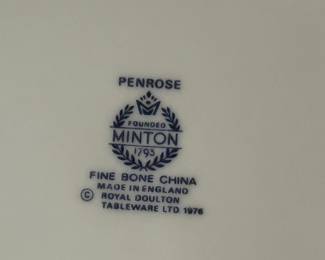 PENROSE
FOUNDED
MINTON
1793
FINE BONE CHINA
MADE IN ENGLAND
© ROYAL DOULTON
TABLEWARE LTD 1976